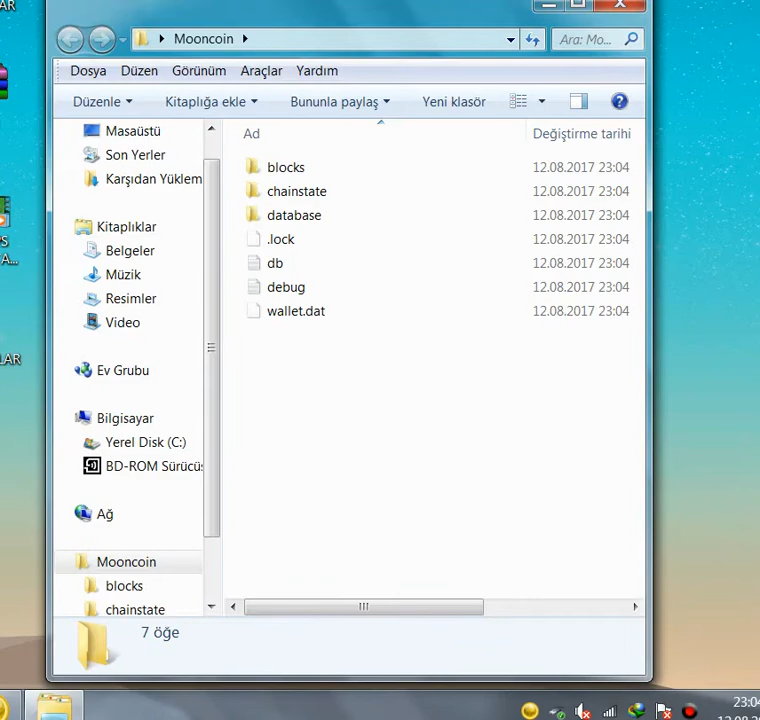 AR
Mooncoin
Ara: Mo...
Dosya Düzen Görünüm Araçlar Yardım
Düzenle Kitaplığa ekle Bununla paylaş Yeni klasör
Masaüstü
Son Yerler
Karşıdan Yüklem
Kitaplıklar
Belgeler
Müzik
Resimler
Video
Ev Grubu
Bilgisayar
Yerel Disk (C:)
BD-ROM Sürücüs
Ağ
Mooncoin
blocks
chainstate
Ad Değiştirme tarihi
blocks 12.08.2017 23:04
chainstate 12.08.2017 23:04
database 12.08.2017 23:04
.lock 12.08.2017 23:04
db 12.08.2017 23:04
debug 12.08.2017 23:04
wallet.dat 12.08.2017 23:04
S
A...
LAR
7 öğe
23:04